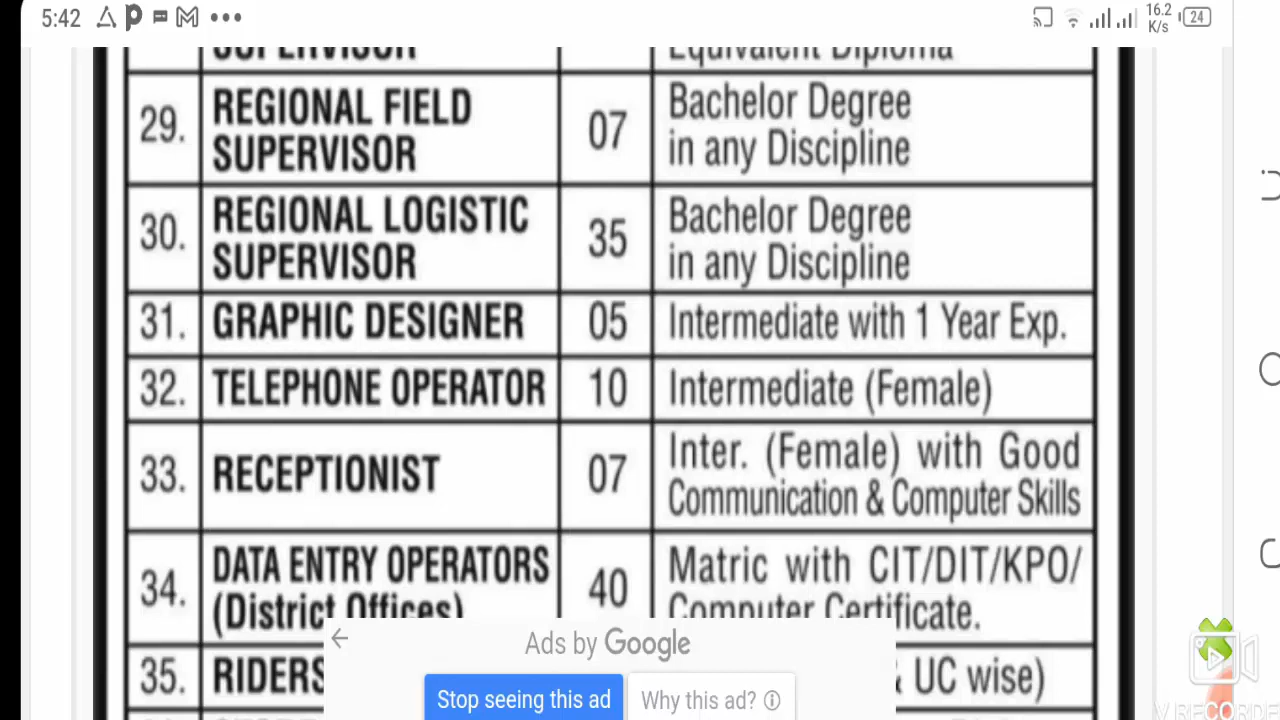 5:42
16.2
K/s
24
SUPERVISOR
Equivalent Diploma
29.
REGIONAL FIELD
SUPERVISOR
07
Bachelor Degree
in any Discipline
30.
REGIONAL LOGISTIC
SUPERVISOR
35
Bachelor Degree
in any Discipline
31.
GRAPHIC DESIGNER
05
Intermediate with 1 Year Exp.
32.
TELEPHONE OPERATOR
10
Intermediate (Female)
33.
RECEPTIONIST
07
Inter. (Female) with Good
Communication & Computer Skills
34.
DATA ENTRY OPERATORS
(District Offices)
40
Matric with CIT/DIT/KPO/
Computer Certificate.
35.
RIDERS
& UC wise)
Ads by Google
Stop seeing this ad
Why this ad?
V RECORDE